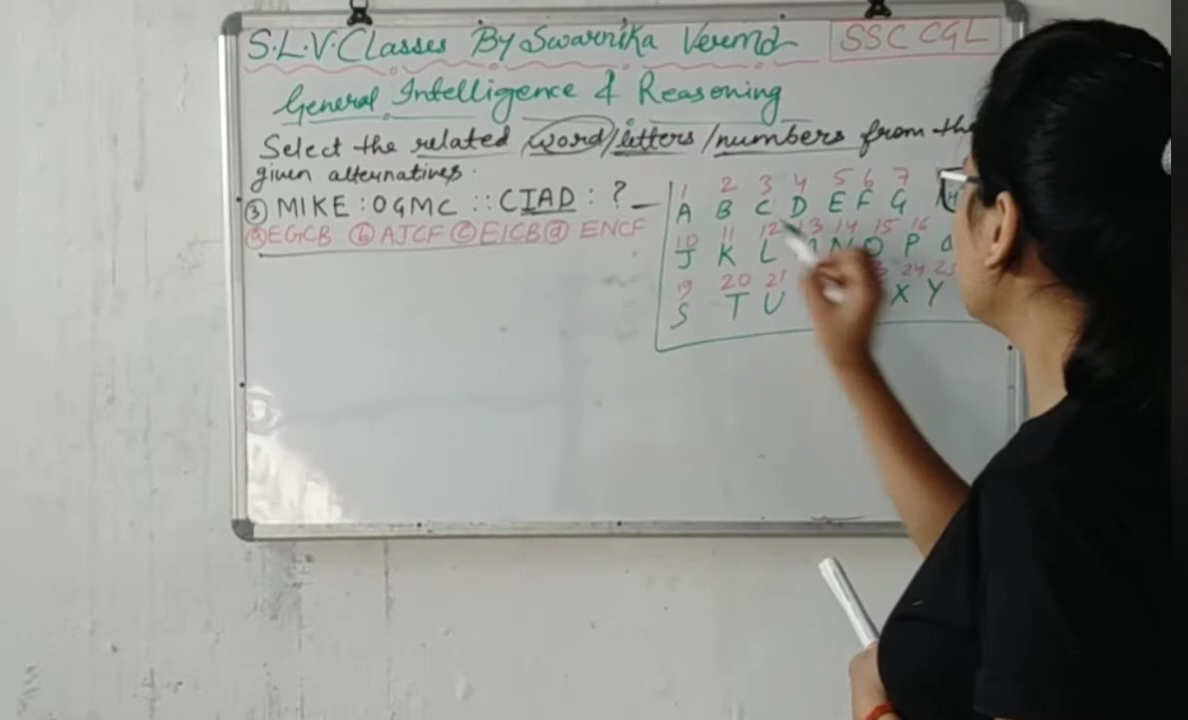 S.L.V. Classes By Swarnika Verma SSC CGL
General Intelligence & Reasoning
Select the related word/letters/numbers from the
given alternatives.
③ MIKE : OGMC :: CIAD : ?
ⓐ EGCB ⓑ AJCF ⓒ EICB ⓓ ENCF
1 2 3 4 5 6 7
A B C D E F G
10 11 12 13 14 15 16
J K L M N O P Q
19 20 21 24 25
S T U X Y